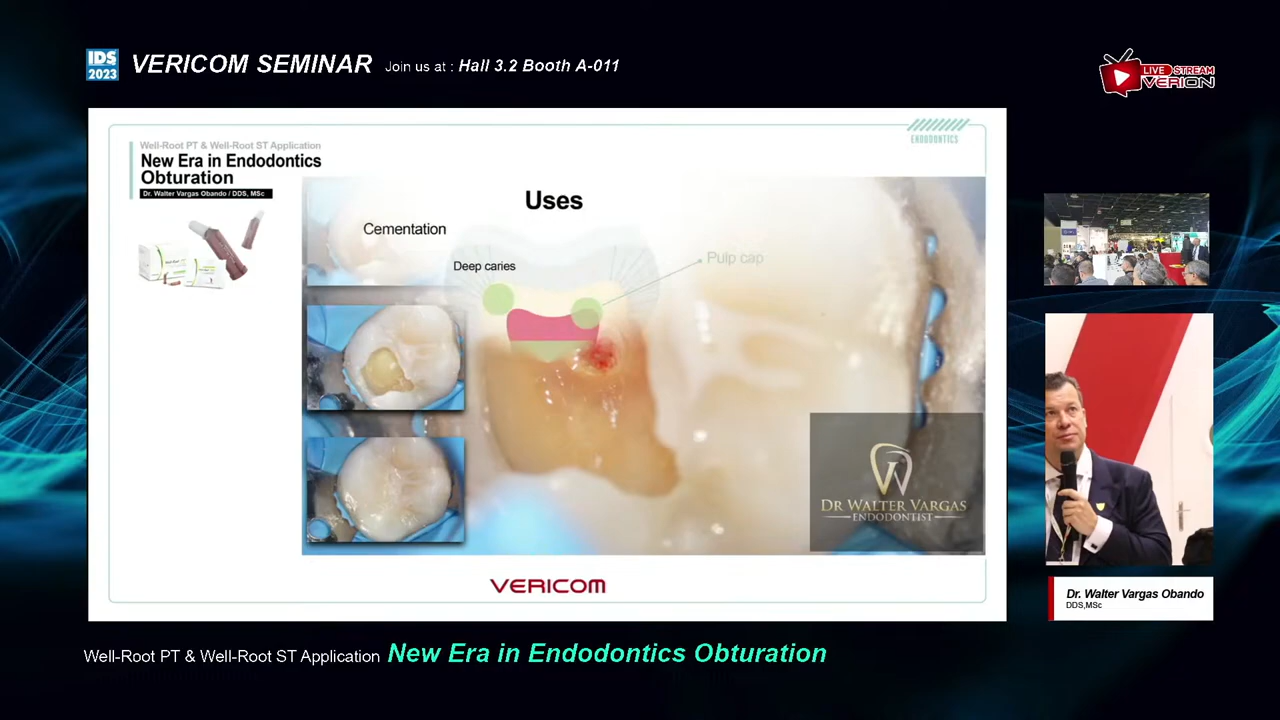 IDS
2023
VERICOM SEMINAR Join us at : Hall 3.2 Booth A-011
LIVE STREAM
VERION
ENDODONTICS
Well-Root PT & Well-Root ST Application
New Era in Endodontics
Obturation
Dr. Walter Vargas Obando / DDS, MSc
Uses
Cementation
Deep caries
Pulp cap
DR WALTER VARGAS
ENDODONTIST
VERICOM
Dr. Walter Vargas Obando
DDS,MSc
Well-Root PT & Well-Root ST Application New Era in Endodontics Obturation